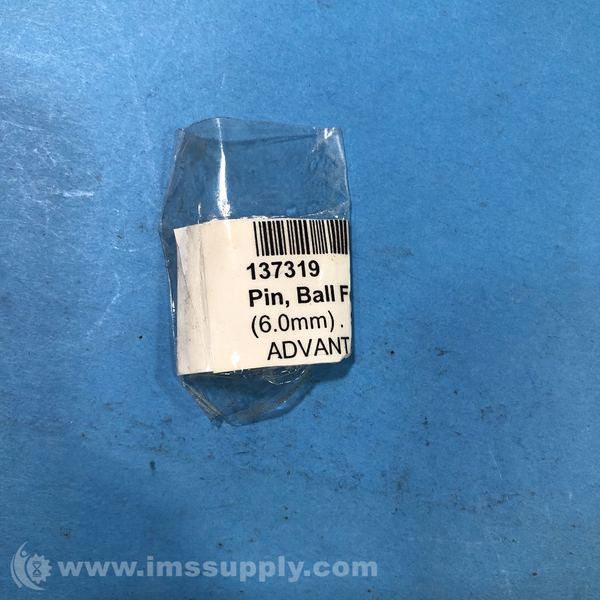 137319
Pin, Ball F
(6.0mm) .
ADVANT
www.imssupply.com